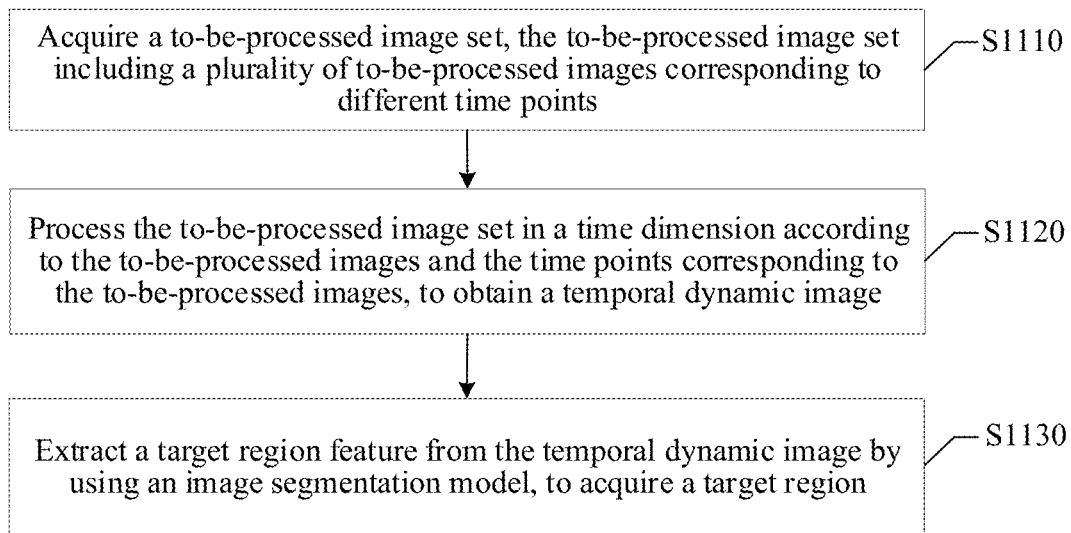 Acquire a to-be-processed image set, the to-be-processed image set
including a plurality of to-be-processed images corresponding to
different time points
S1110
Process the to-be-processed image set in a time dimension according
to the to-be-processed images and the time points corresponding to
the to-be-processed images, to obtain a temporal dynamic image
S1120
Extract a target region feature from the temporal dynamic image by
using an image segmentation model, to acquire a target region
S1130